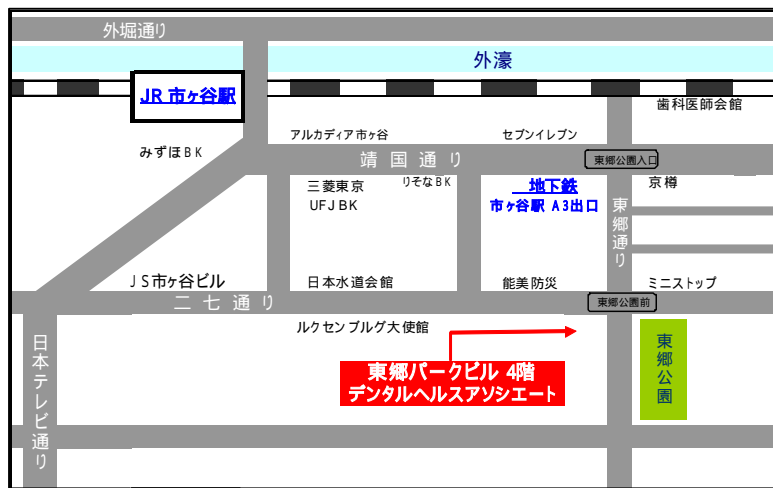 外堀通り
外濠
JR 市ヶ谷駅
歯科医師会館
アルカディア市ヶ谷
セブンイレブン
みずほBK
靖国通り
東郷公園入口
三菱東京
UFJ BK
りそなBK
地下鉄
市ヶ谷駅 A3出口
京樽
東郷通り
JS市ヶ谷ビル
日本水道会館
能美防災
ミニストップ
二七通り
東郷公園前
ルクセンブルグ大使館
日本テレビ通り
東郷パークビル 4階
デンタルヘルスアソシエート
東郷公園